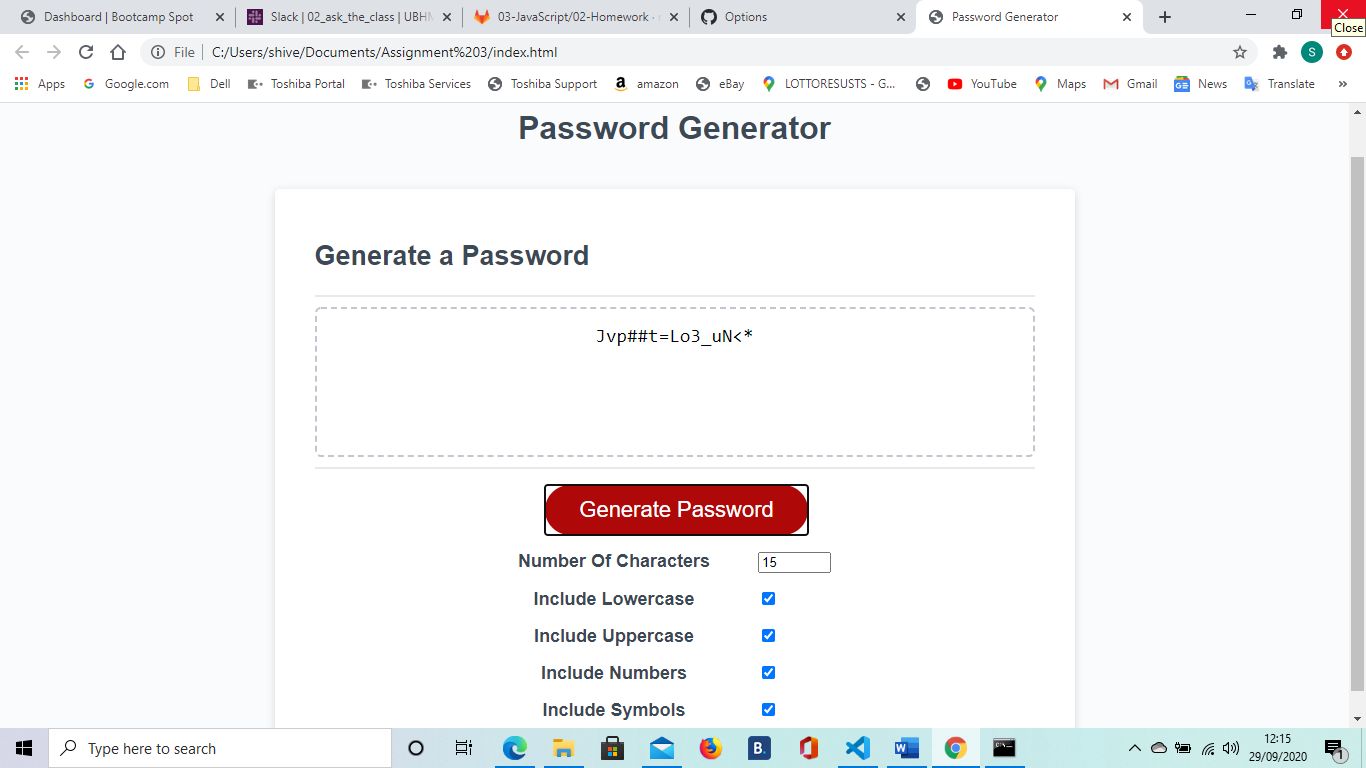 Dashboard | Bootcamp Spot
Slack | 02_ask_the_class | UBHM
03-JavaScript/02-Homework ·
Options
Password Generator
Close
File
C:/Users/shive/Documents/Assignment%203/index.html
S
Apps
Google.com
Dell
Toshiba Portal
Toshiba Services
Toshiba Support
amazon
eBay
LOTTORESUSTS - G...
YouTube
Maps
Gmail
News
Translate
»
Password Generator
Generate a Password
Jvp##t=Lo3_uN<*
Generate Password
Number Of Characters 15
Include Lowercase
Include Uppercase
Include Numbers
Include Symbols
Type here to search
B.
12:15
29/09/2020
1